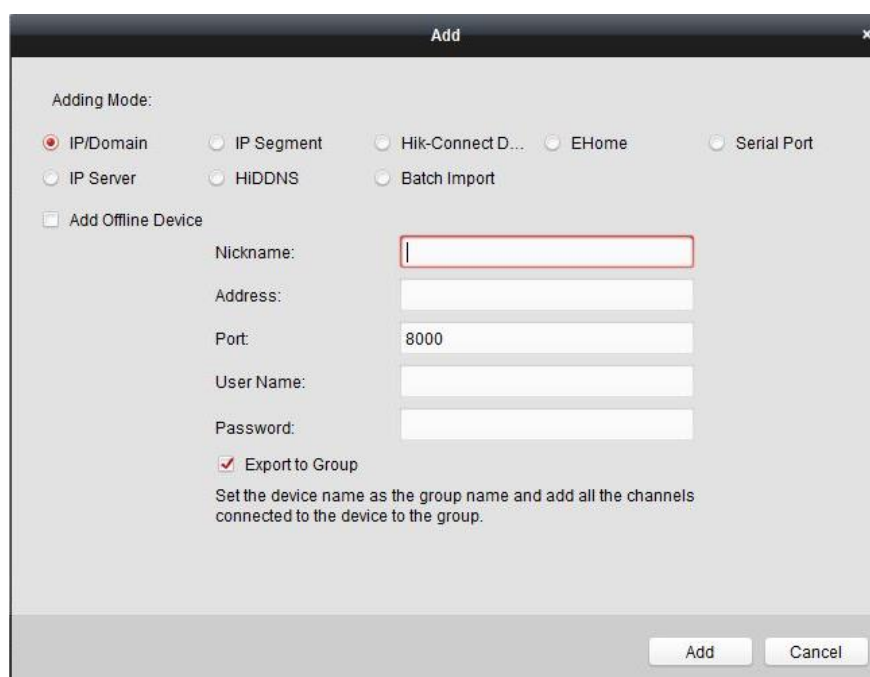 Add
Adding Mode:
IP/Domain IP Segment Hik-Connect D... EHome Serial Port
IP Server HiDDNS Batch Import
Add Offline Device
Nickname:
Address:
Port: 8000
User Name:
Password:
Export to Group
Set the device name as the group name and add all the channels
connected to the device to the group.
Add Cancel